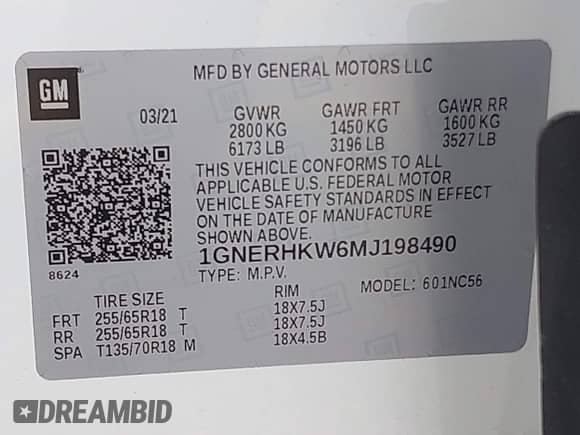 GM
MFD BY GENERAL MOTORS LLC
03/21 GVWR GAWR FRT GAWR RR
2800 KG 1450 KG 1600 KG
6173 LB 3196 LB 3527 LB
THIS VEHICLE CONFORMS TO ALL
APPLICABLE U.S. FEDERAL MOTOR
VEHICLE SAFETY STANDARDS IN EFFECT
ON THE DATE OF MANUFACTURE
SHOWN ABOVE.
8624
1GNERHKW6MJ198490
TYPE: M.P.V. MODEL: 601NC56
TIRE SIZE RIM
FRT 255/65R18 T 18X7.5J
RR 255/65R18 T 18X7.5J
SPA T135/70R18 M 18X4.5B
DREAMBID